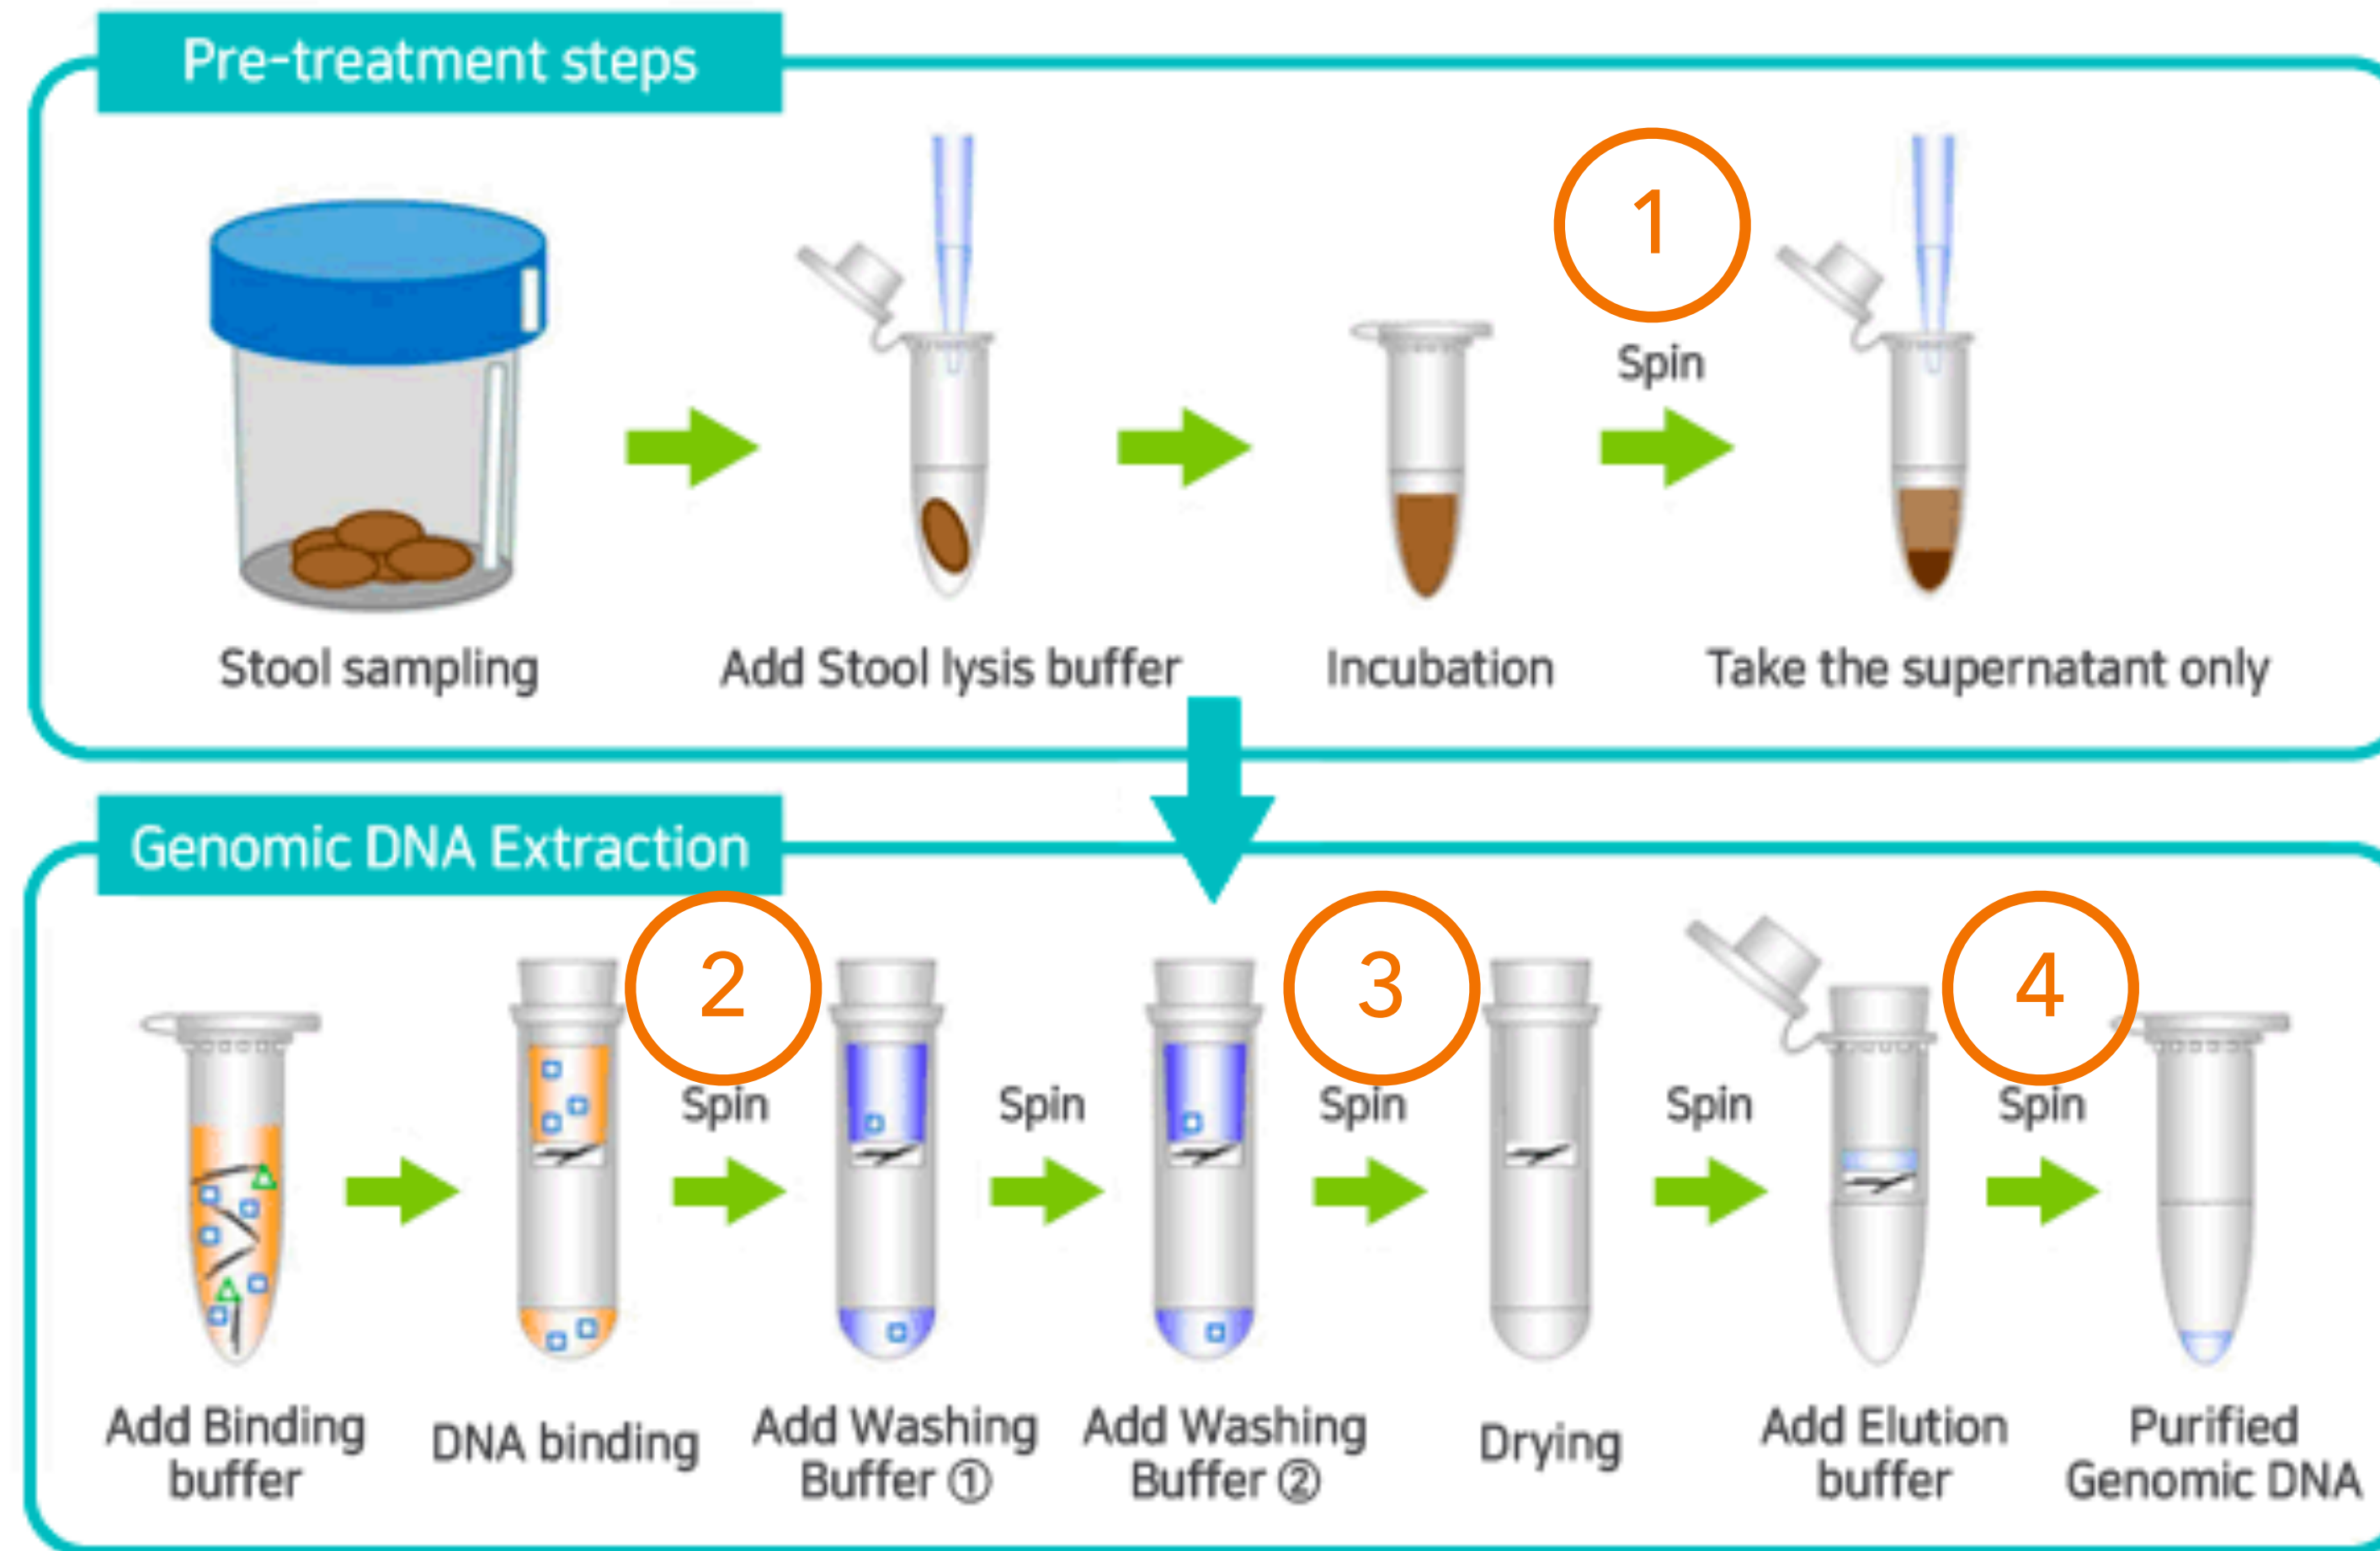 Pre-treatment steps
1
Spin
Stool sampling
Add Stool lysis buffer
Incubation
Take the supernatant only
Genomic DNA Extraction
2
3
4
Spin
Spin
Spin
Spin
Spin
Add Binding
buffer
DNA binding
Add Washing
Buffer ①
Add Washing
Buffer ②
Drying
Add Elution
buffer
Purified
Genomic DNA